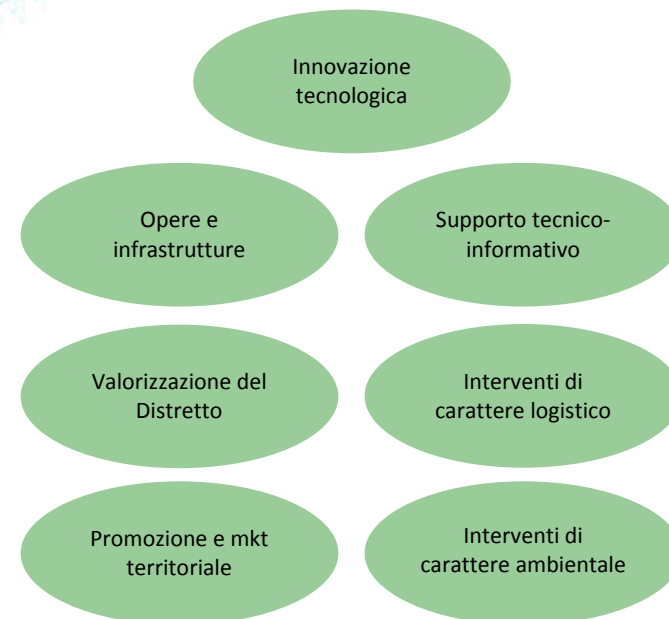 Innovazione
tecnologica
Opere e
infrastrutture
Supporto tecnico-
informativo
Valorizzazione del
Distretto
Interventi di
carattere logistico
Promozione e mkt
territoriale
Interventi di
carattere ambientale